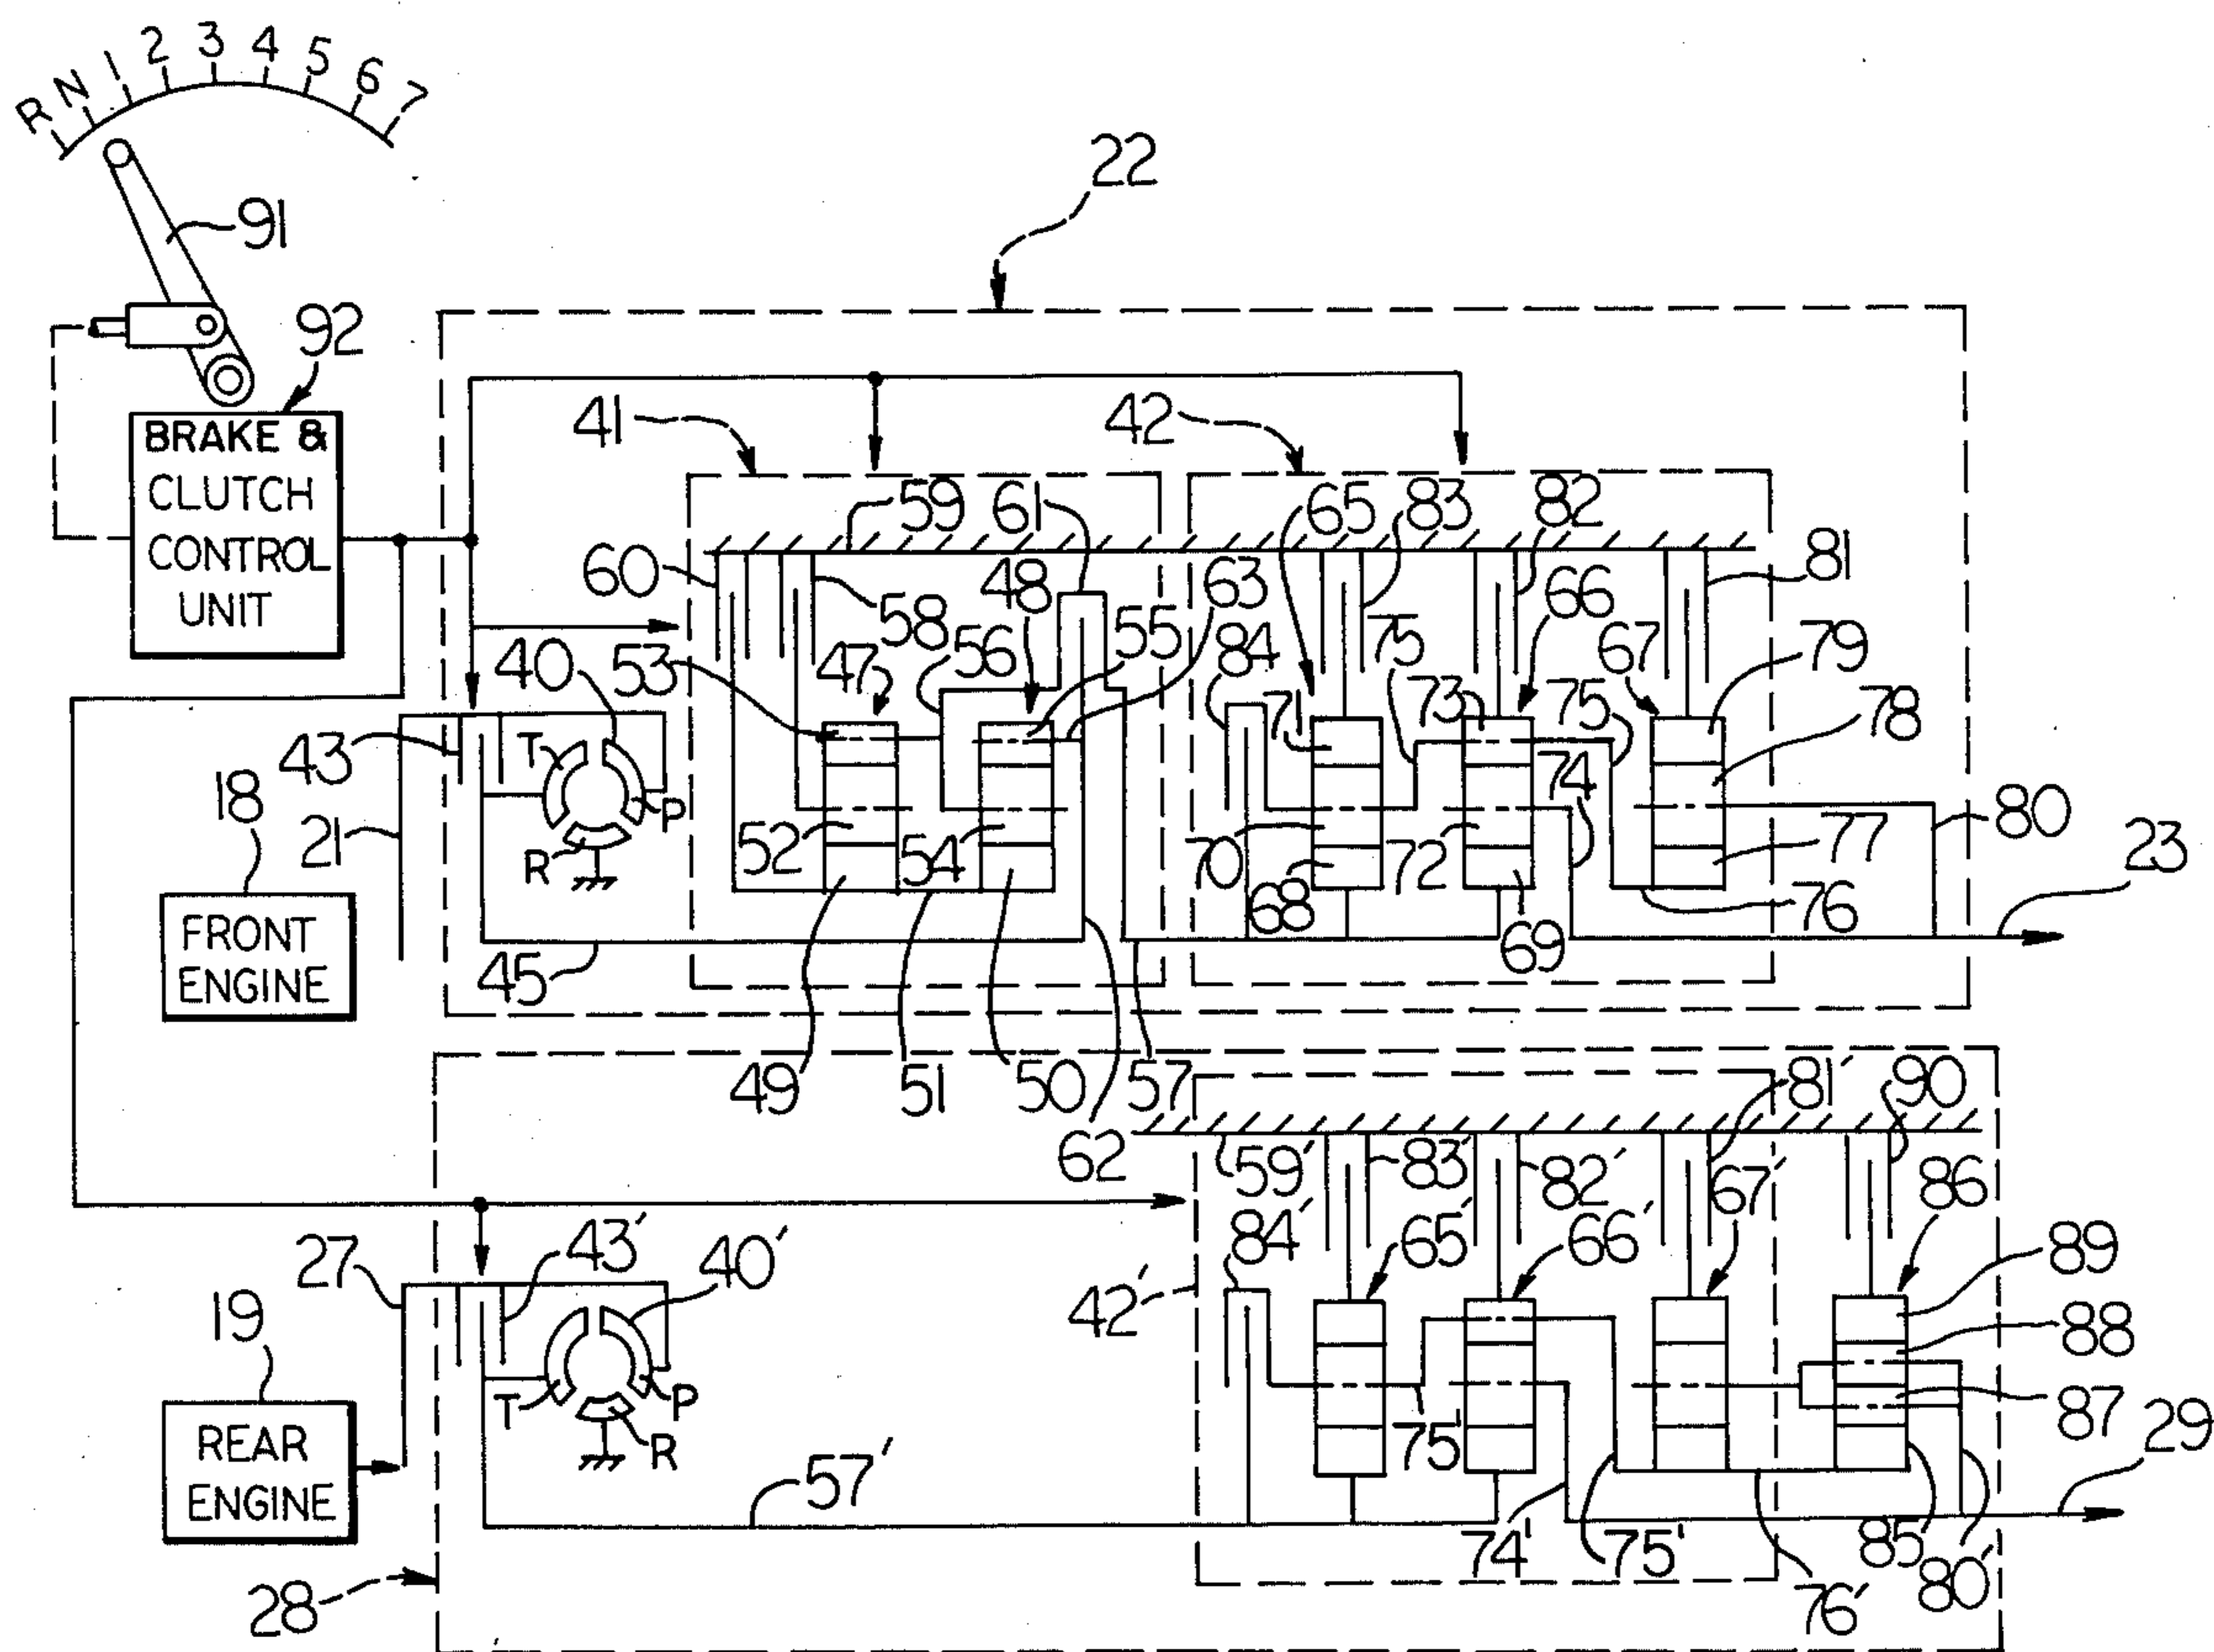 R N 1 2 3 4 5 6 7
22
91
92
BRAKE &
CLUTCH
CONTROL
UNIT
41
42
59 61 65 83 82
60 58 48 63 66 81
53 47 56 55 84 75 67 79
40
43 T P R
71 73 75 78
74
18
21
52 54 70 68 72 77 80 23
FRONT
ENGINE
45
69 76
49 51 50 57
62
81' 90
59' 83' 82' 67' 86
84' 65' 66'
27 43' 40'
42'
89
88
19
T P R
75'
87
29
REAR
ENGINE
57'
74' 75' 85 80'
28
76'